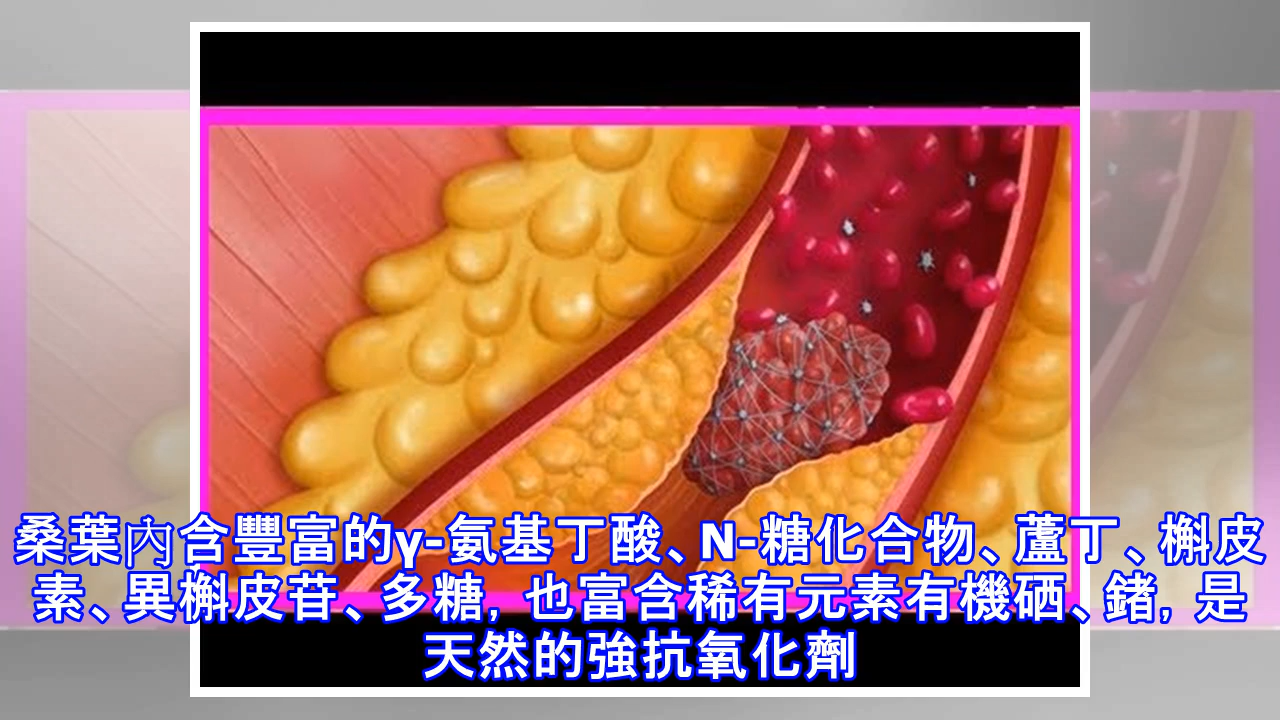 桑葉內含豐富的γ-氨基丁酸、N-糖化合物、蘆丁、槲皮
素、異槲皮苷、多糖, 也富含稀有元素有機硒、鍺, 是
天然的強抗氧化劑